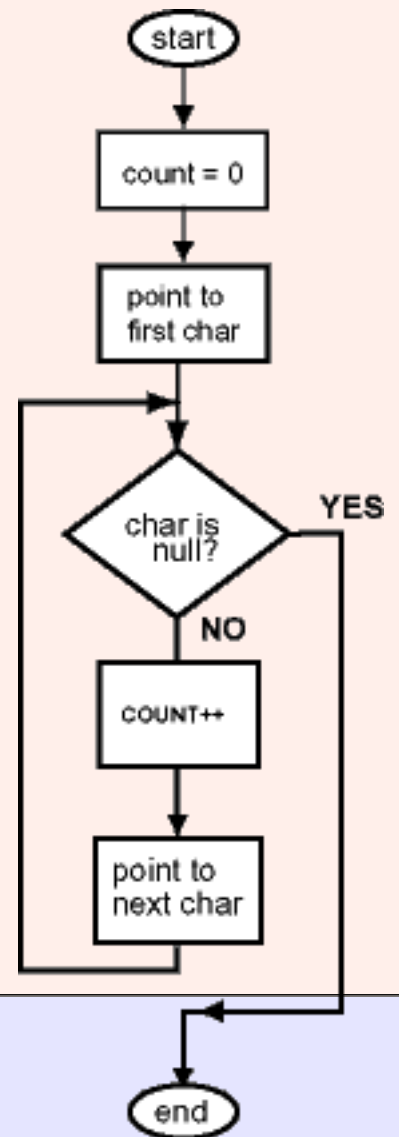 start
count = 0
point to
first char
char is
null?
YES
NO
COUNT++
point to
next char
end